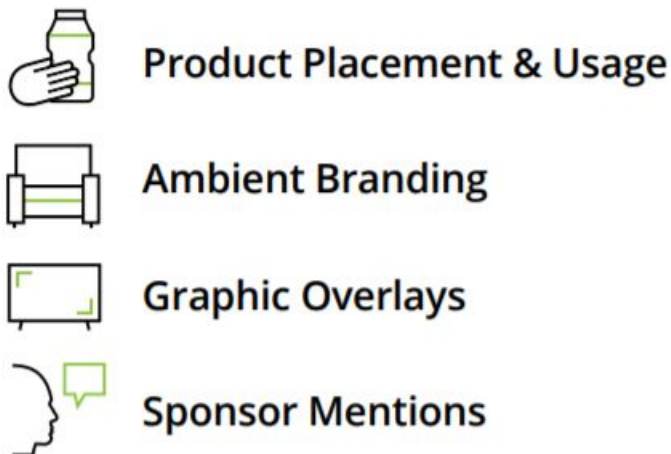 Product Placement & Usage
Ambient Branding
Graphic Overlays
Sponsor Mentions